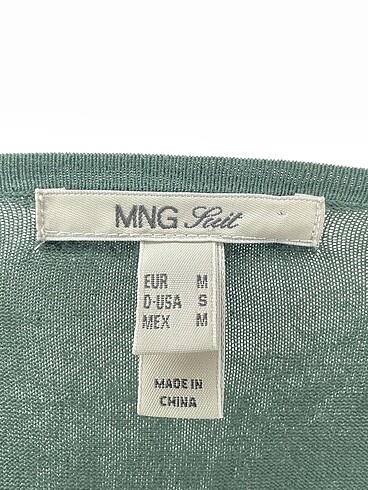 MNG Suit
EUR M
D-USA S
MEX M
MADE IN
CHINA